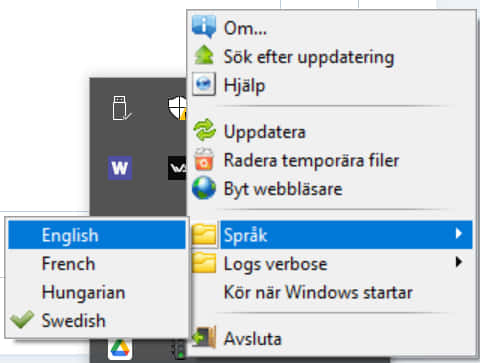 Om...
Sök efter uppdatering
Hjälp
Uppdatera
Radera temporära filer
Byt webbläsare
Språk
Logs verbose
Kör när Windows startar
Avsluta
English
French
Hungarian
Swedish
W